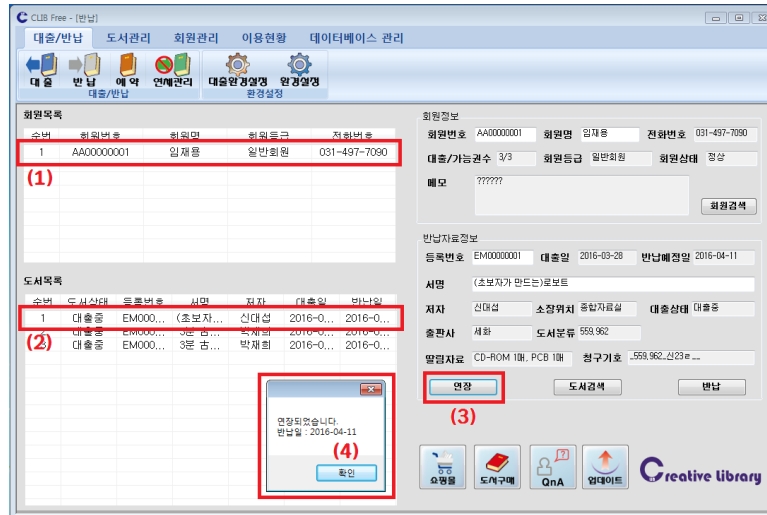 CLIB Free - [반납]
대출/반납 도서관리 회원관리 이용현황 데이터베이스 관리
대 출 반 납 예 약 연체관리 대출환경설정 환경설정
대출/반납 환경설정
회원목록
순번 회원번호 회원명 회원등급 전화번호
1 AA00000001 임재용 일반회원 031-497-7090
(1)
도서목록
순번 도서상태 등록번호 서명 저자 대출일 반납일
1 대출중 EM000... (초보자... 신대섭 2016-0... 2016-0...
대출중 EM000... 3분 고... 박재희 2016-0... 2016-0...
(2)
3 대출중 EM000... 3분 고... 박재희 2016-0... 2016-0...
연장되었습니다.
반납일 : 2016-04-11
(4)
확인
회원정보
회원번호 AA00000001 회원명 임재용 전화번호 031-497-7090
대출/가능권수 3/3 회원등급 일반회원 회원상태 정상
메모 ??????
회원검색
반납자료정보
등록번호 EM00000001 대출일 2016-03-28 반납예정일 2016-04-11
서명 (초보자가 만드는)로보트
저자 신대섭 소장위치 종합자료실 대출상태 대출중
출판사 세화 도서분류 559,962
딸림자료 CD-ROM 1매, PCB 1매 청구기호 _559,962_신23ㄹ__
연장 도서검색 반납
(3)
쇼핑몰 도서구매 QnA 업데이트 Creative library